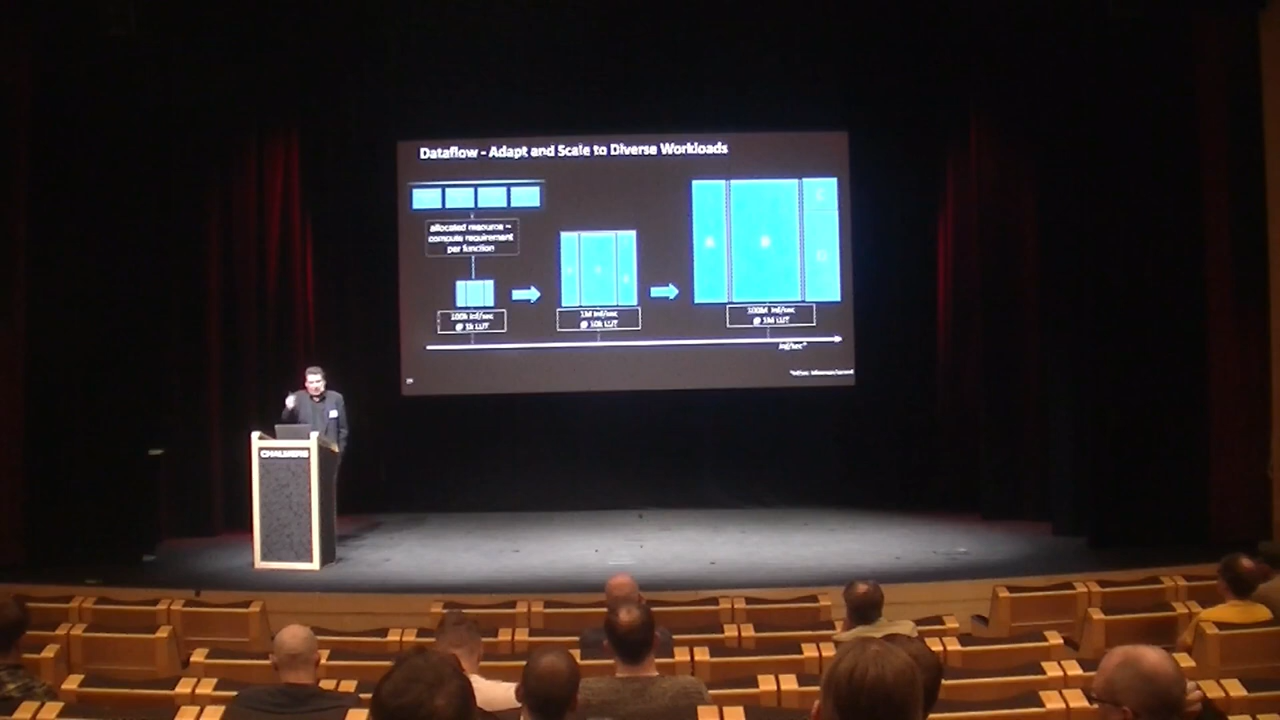 Dataflow - Adapt and Scale to Diverse Workloads
allocated resource ~
compute requirement
per function
A
B
C
D
100k inf/sec
@ 1k LUT
1M inf/sec
@ 10k LUT
100M inf/sec
@ 1M LUT
inf/sec*
CHALMERS